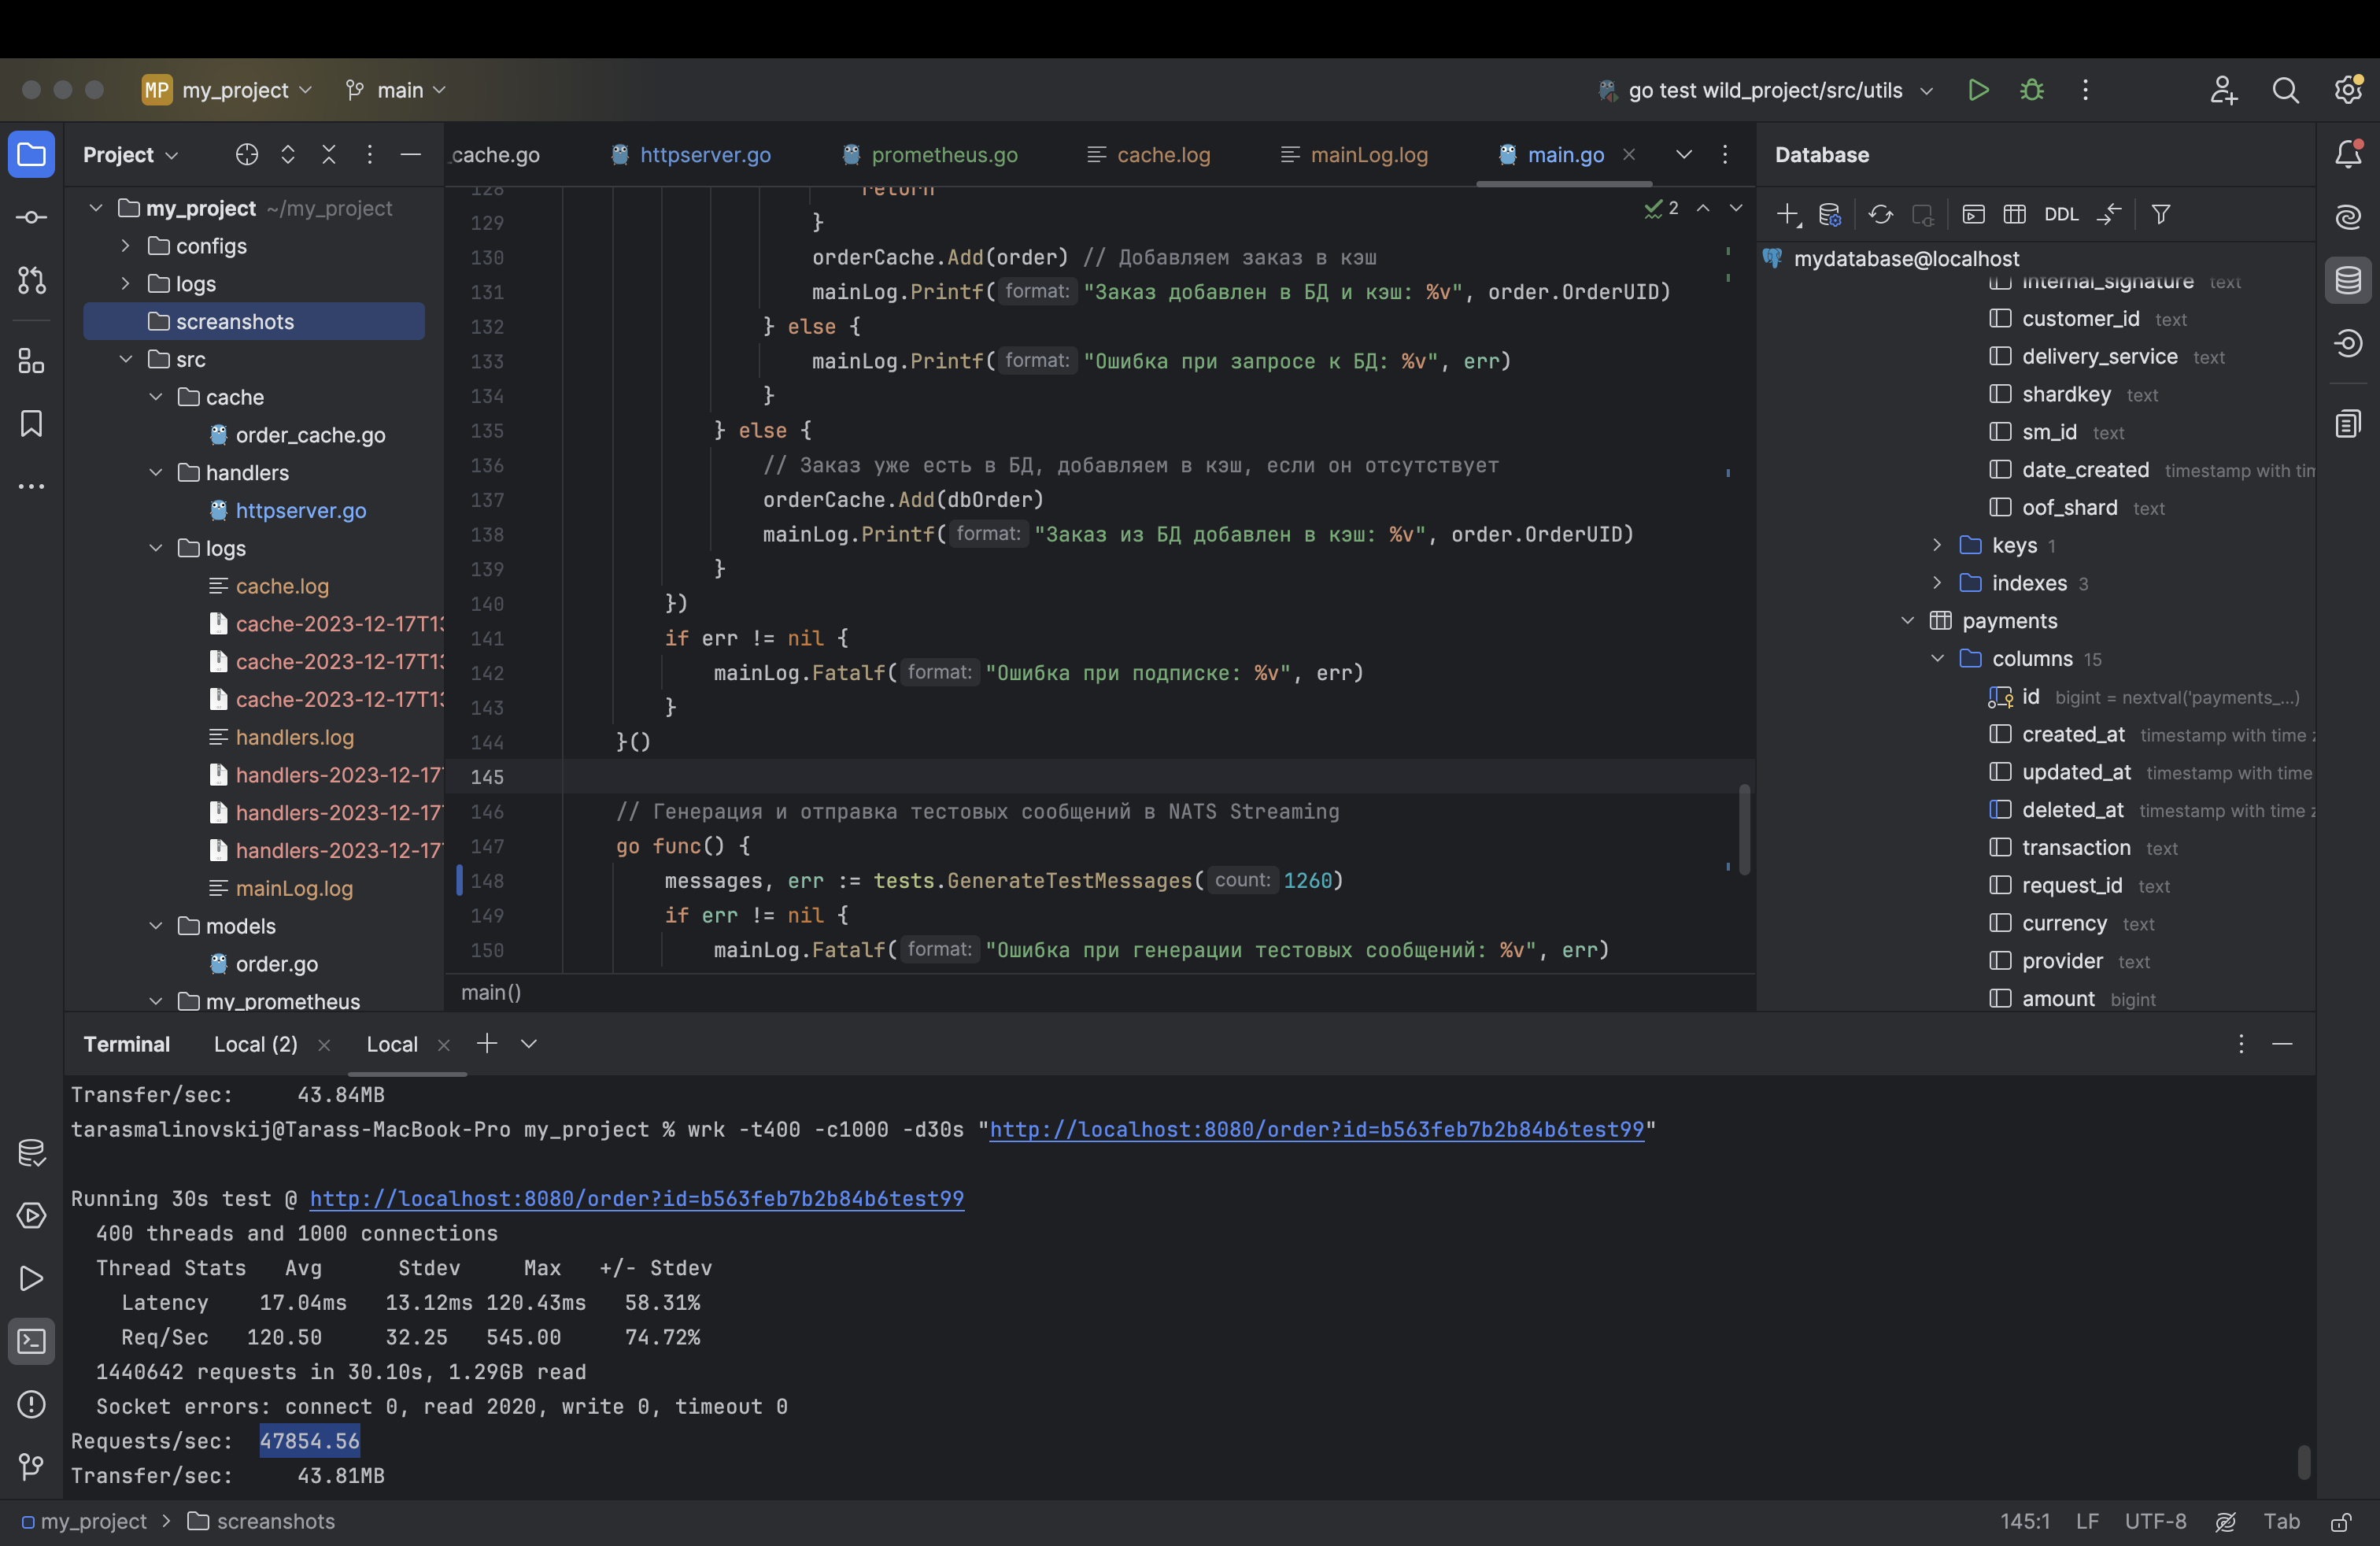 MP my_project main go test wild_project/src/utils
Project
_cache.go httpserver.go prometheus.go cache.log mainLog.log main.go
Database
my_project ~/my_project
configs
logs
screanshots
src
cache
order_cache.go
handlers
httpserver.go
logs
cache.log
cache-2023-12-17T13
cache-2023-12-17T13
cache-2023-12-17T13
handlers.log
handlers-2023-12-17T
handlers-2023-12-17T
handlers-2023-12-17T
mainLog.log
models
order.go
my_prometheus
2
128 return
129 }
130 orderCache.Add(order) // Добавляем заказ в кэш
131 mainLog.Printf( format: "Заказ добавлен в БД и кэш: %v", order.OrderUID)
132 } else {
133 mainLog.Printf( format: "Ошибка при запросе к БД: %v", err)
134 }
135 } else {
136 // Заказ уже есть в БД, добавляем в кэш, если он отсутствует
137 orderCache.Add(dbOrder)
138 mainLog.Printf( format: "Заказ из БД добавлен в кэш: %v", order.OrderUID)
139 }
140 })
141 if err != nil {
142 mainLog.Fatalf( format: "Ошибка при подписке: %v", err)
143 }
144 }()
145
146 // Генерация и отправка тестовых сообщений в NATS Streaming
147 go func() {
148 messages, err := tests.GenerateTestMessages( count: 1260)
149 if err != nil {
150 mainLog.Fatalf( format: "Ошибка при генерации тестовых сообщений: %v", err)
main()
DDL
mydatabase@localhost
internal_signature text
customer_id text
delivery_service text
shardkey text
sm_id text
date_created timestamp with tim
oof_shard text
keys 1
indexes 3
payments
columns 15
id bigint = nextval('payments_...)
created_at timestamp with time z
updated_at timestamp with time
deleted_at timestamp with time z
transaction text
request_id text
currency text
provider text
amount bigint
Terminal Local (2) Local
Transfer/sec: 43.84MB
tarasmalinovskij@Tarass-MacBook-Pro my_project % wrk -t400 -c1000 -d30s "http://localhost:8080/order?id=b563feb7b2b84b6test99"
Running 30s test @ http://localhost:8080/order?id=b563feb7b2b84b6test99
400 threads and 1000 connections
Thread Stats Avg Stdev Max +/- Stdev
Latency 17.04ms 13.12ms 120.43ms 58.31%
Req/Sec 120.50 32.25 545.00 74.72%
1440642 requests in 30.10s, 1.29GB read
Socket errors: connect 0, read 2020, write 0, timeout 0
Requests/sec: 47854.56
Transfer/sec: 43.81MB
my_project screanshots
145:1 LF UTF-8 Tab